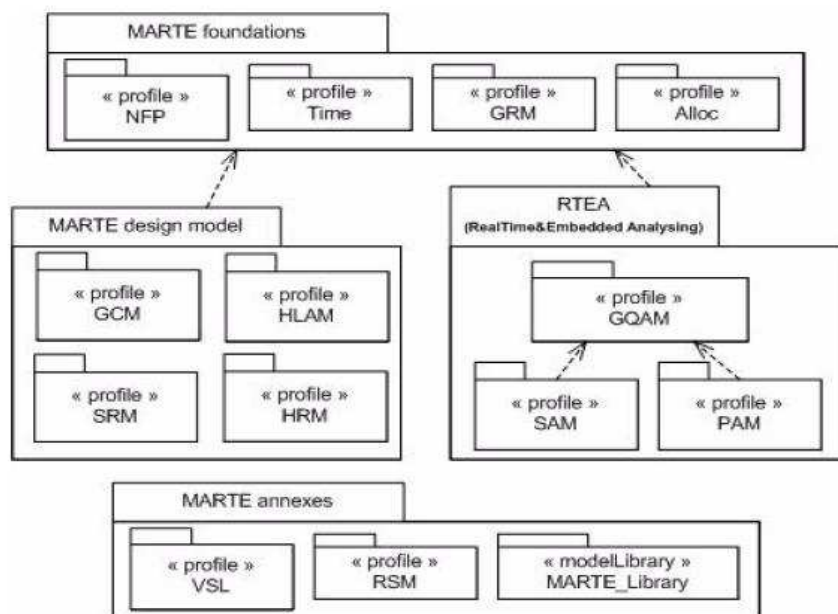 MARTE foundations
« profile »
NFP
« profile »
Time
« profile »
GRM
« profile »
Alloc
MARTE design model
« profile »
GCM
« profile »
HLAM
« profile »
SRM
« profile »
HRM
RTEA
(RealTime&Embedded Analysing)
« profile »
GQAM
« profile »
SAM
« profile »
PAM
MARTE annexes
« profile »
VSL
« profile »
RSM
« modelLibrary »
MARTE_Library